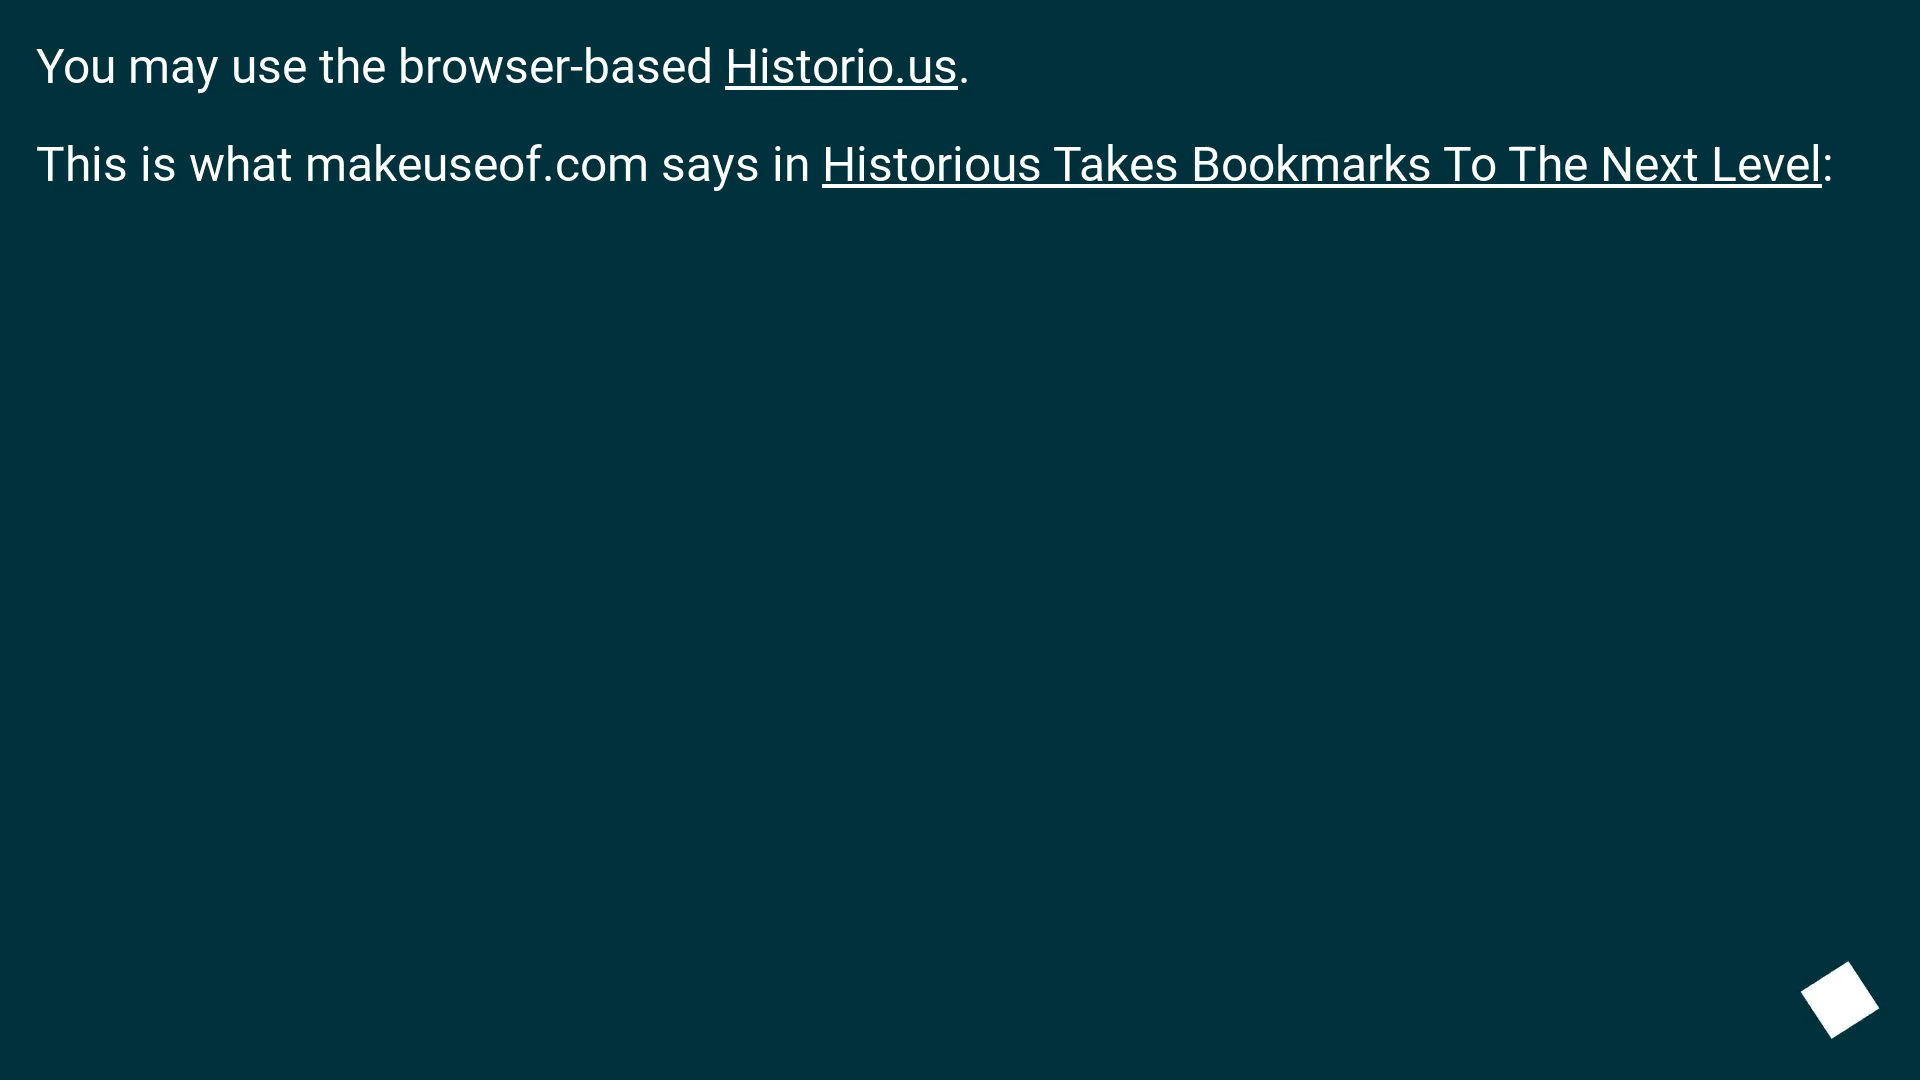 You may use the browser-based Historio.us.
This is what makeuseof.com says in Historious Takes Bookmarks To The Next Level: